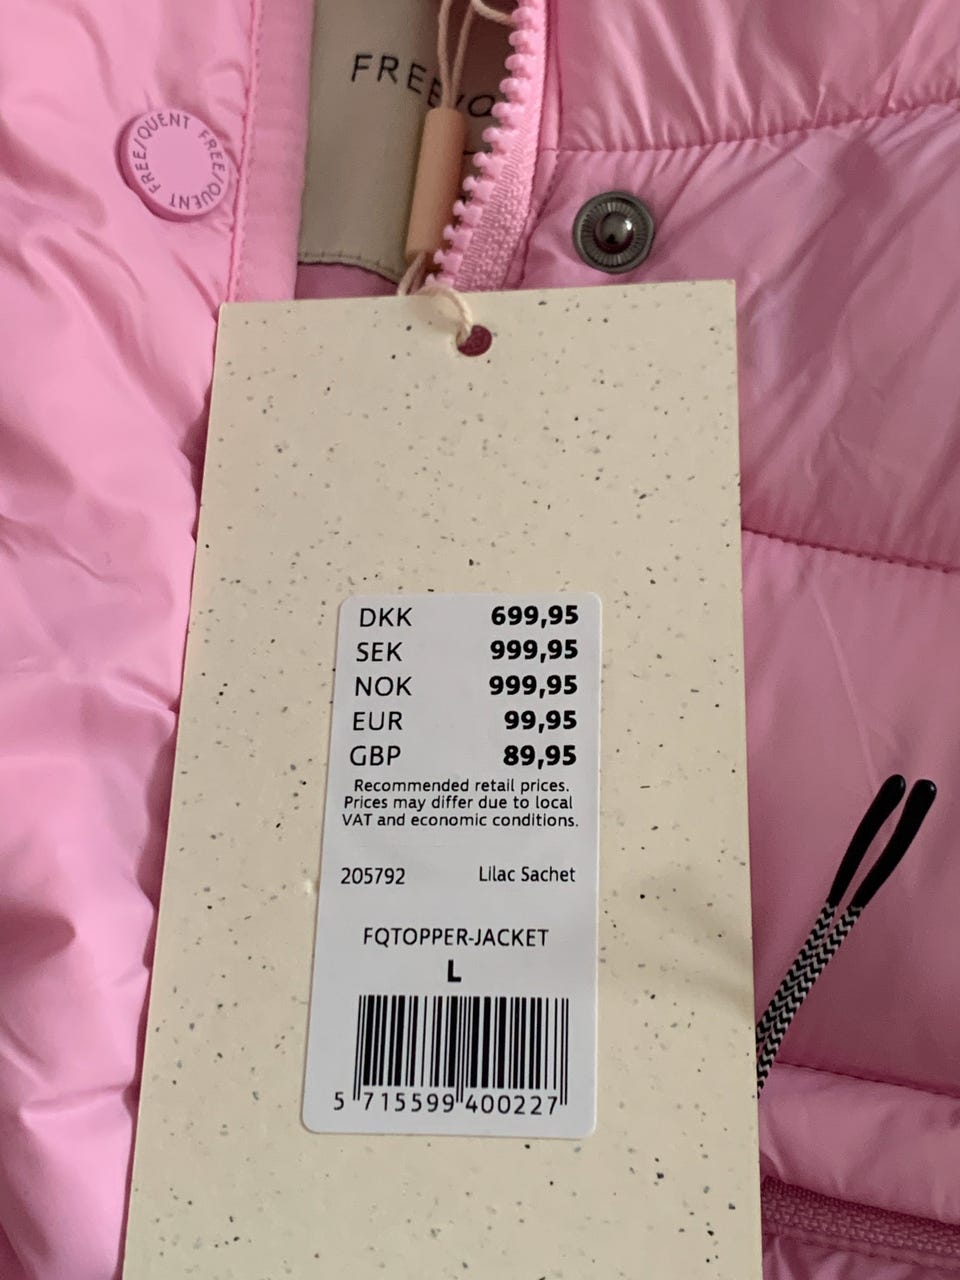 FREE/QUENT FREE/QUENT
FREE/Q
DKK 699,95
SEK 999,95
NOK 999,95
EUR 99,95
GBP 89,95
Recommended retail prices.
Prices may differ due to local
VAT and economic conditions.
205792 Lilac Sachet
FQTOPPER-JACKET
L
5 715599 400227